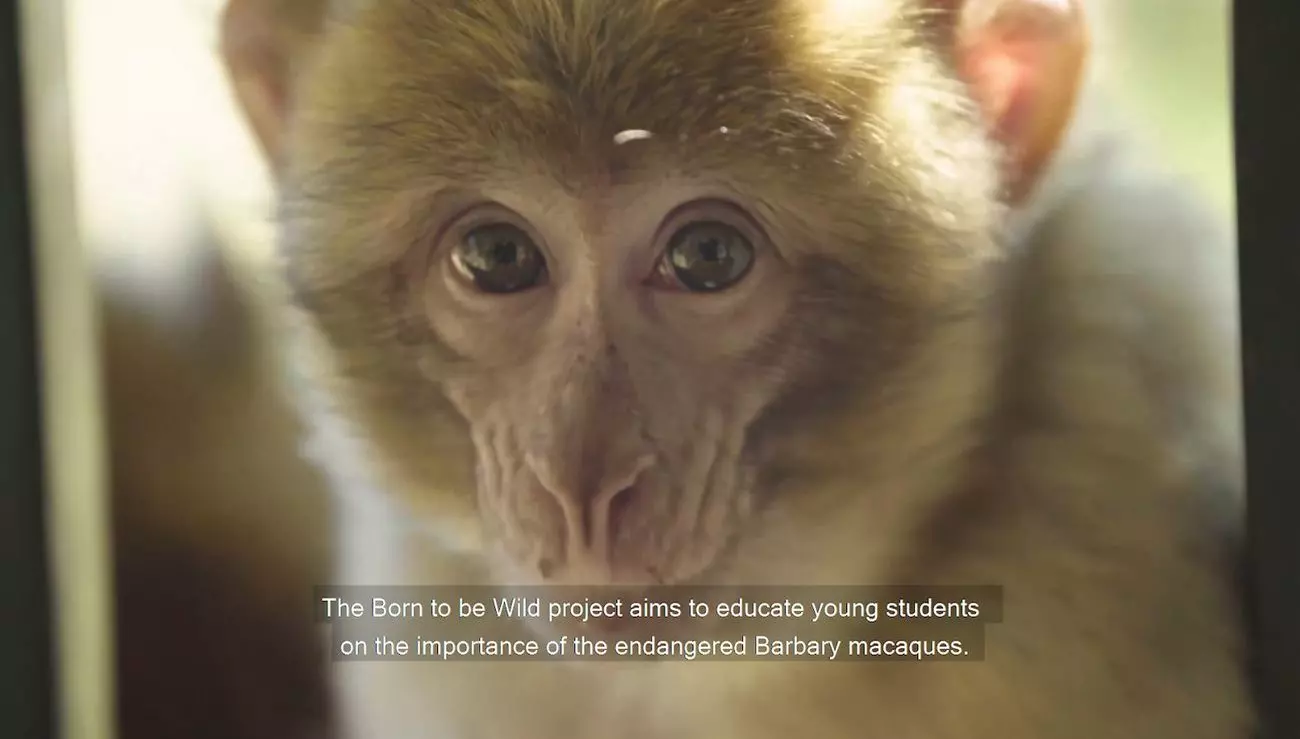 The Born to be Wild project aims to educate young students
on the importance of the endangered Barbary macaques.